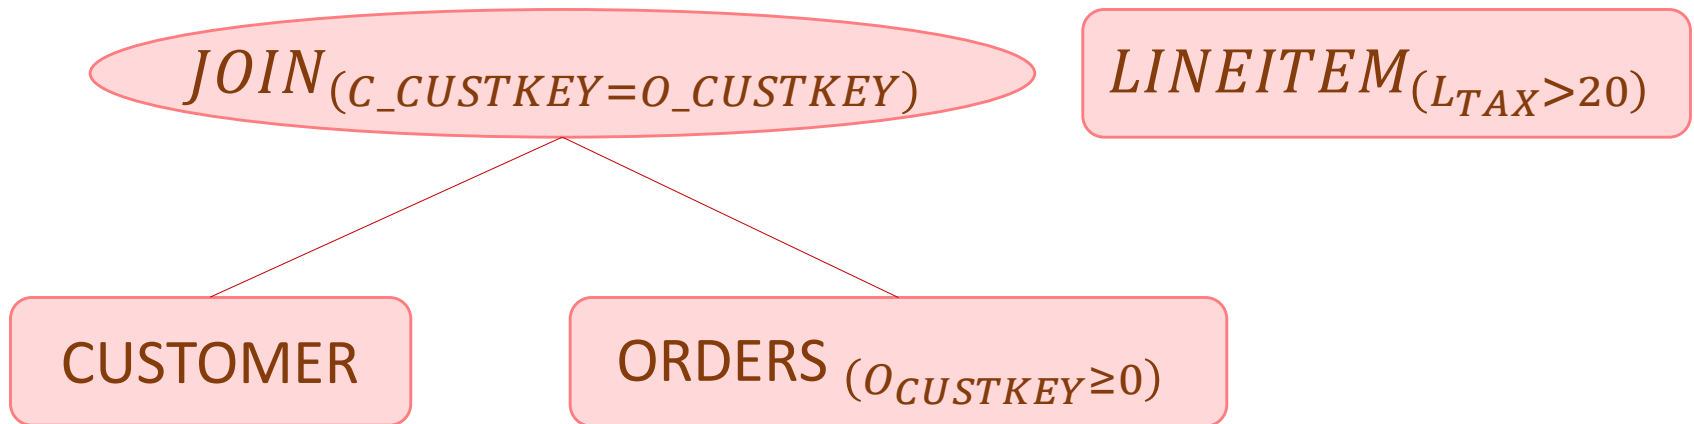 JOIN(C_CUSTKEY=O_CUSTKEY)
LINEITEM(L_TAX>20)
CUSTOMER
ORDERS (O_CUSTKEY≥0)